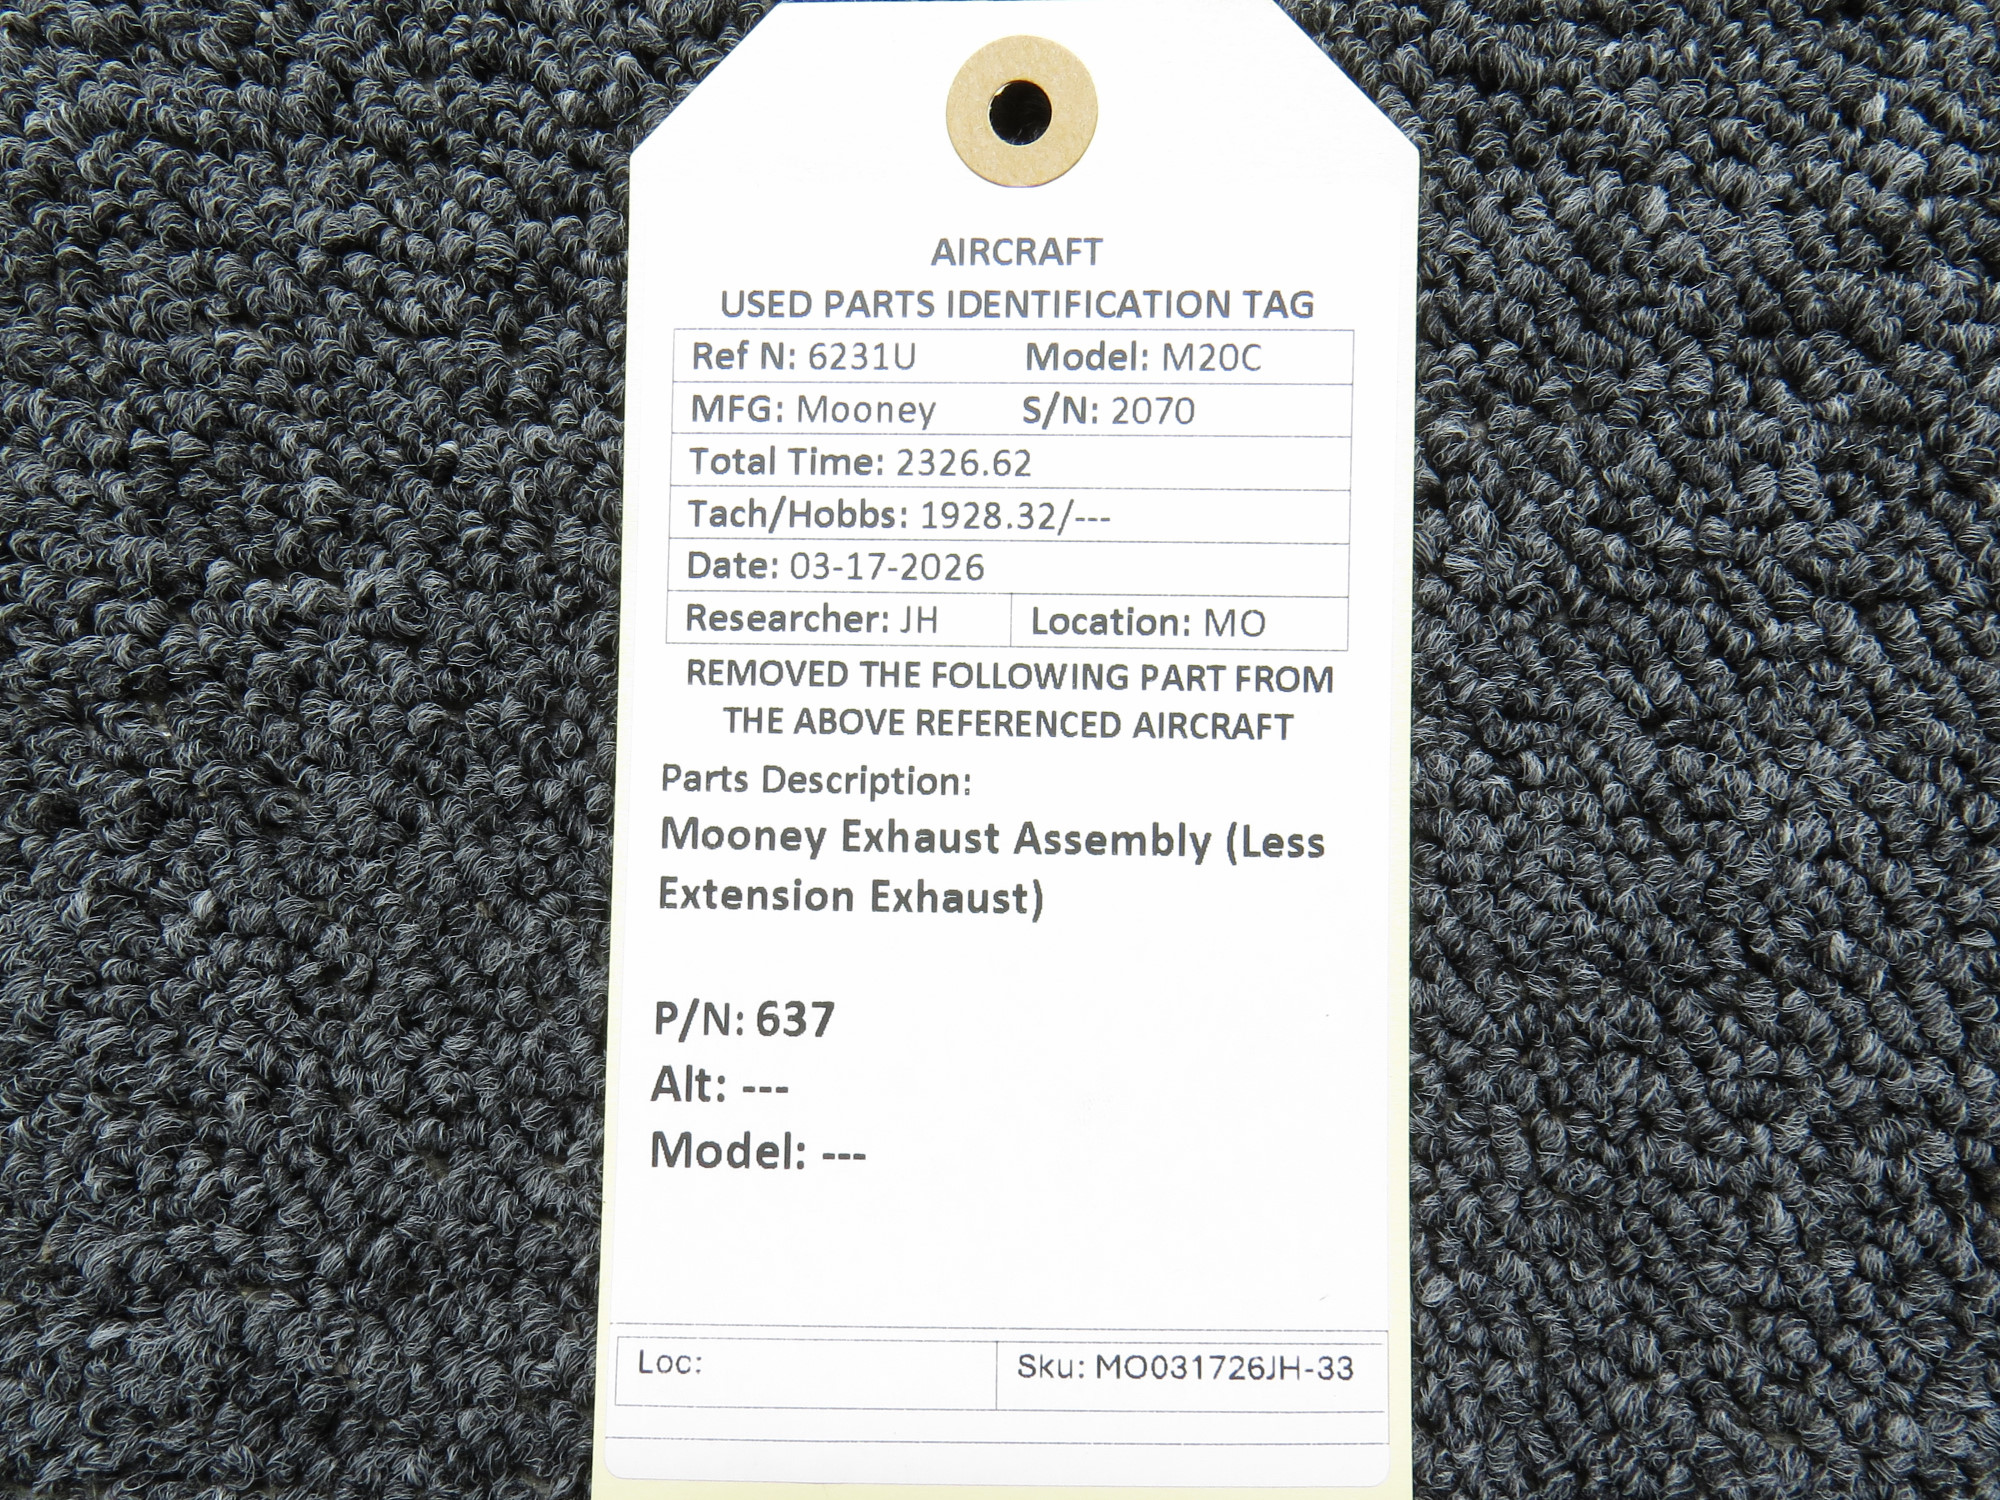 AIRCRAFT
USED PARTS IDENTIFICATION TAG
Ref N: 6231U Model: M20C
MFG: Mooney S/N: 2070
Total Time: 2326.62
Tach/Hobbs: 1928.32/---
Date: 03-17-2026
Researcher: JH Location: MO
REMOVED THE FOLLOWING PART FROM
THE ABOVE REFERENCED AIRCRAFT
Parts Description:
Mooney Exhaust Assembly (Less
Extension Exhaust)
P/N: 637
Alt: ---
Model: ---
Loc: Sku: MO031726JH-33